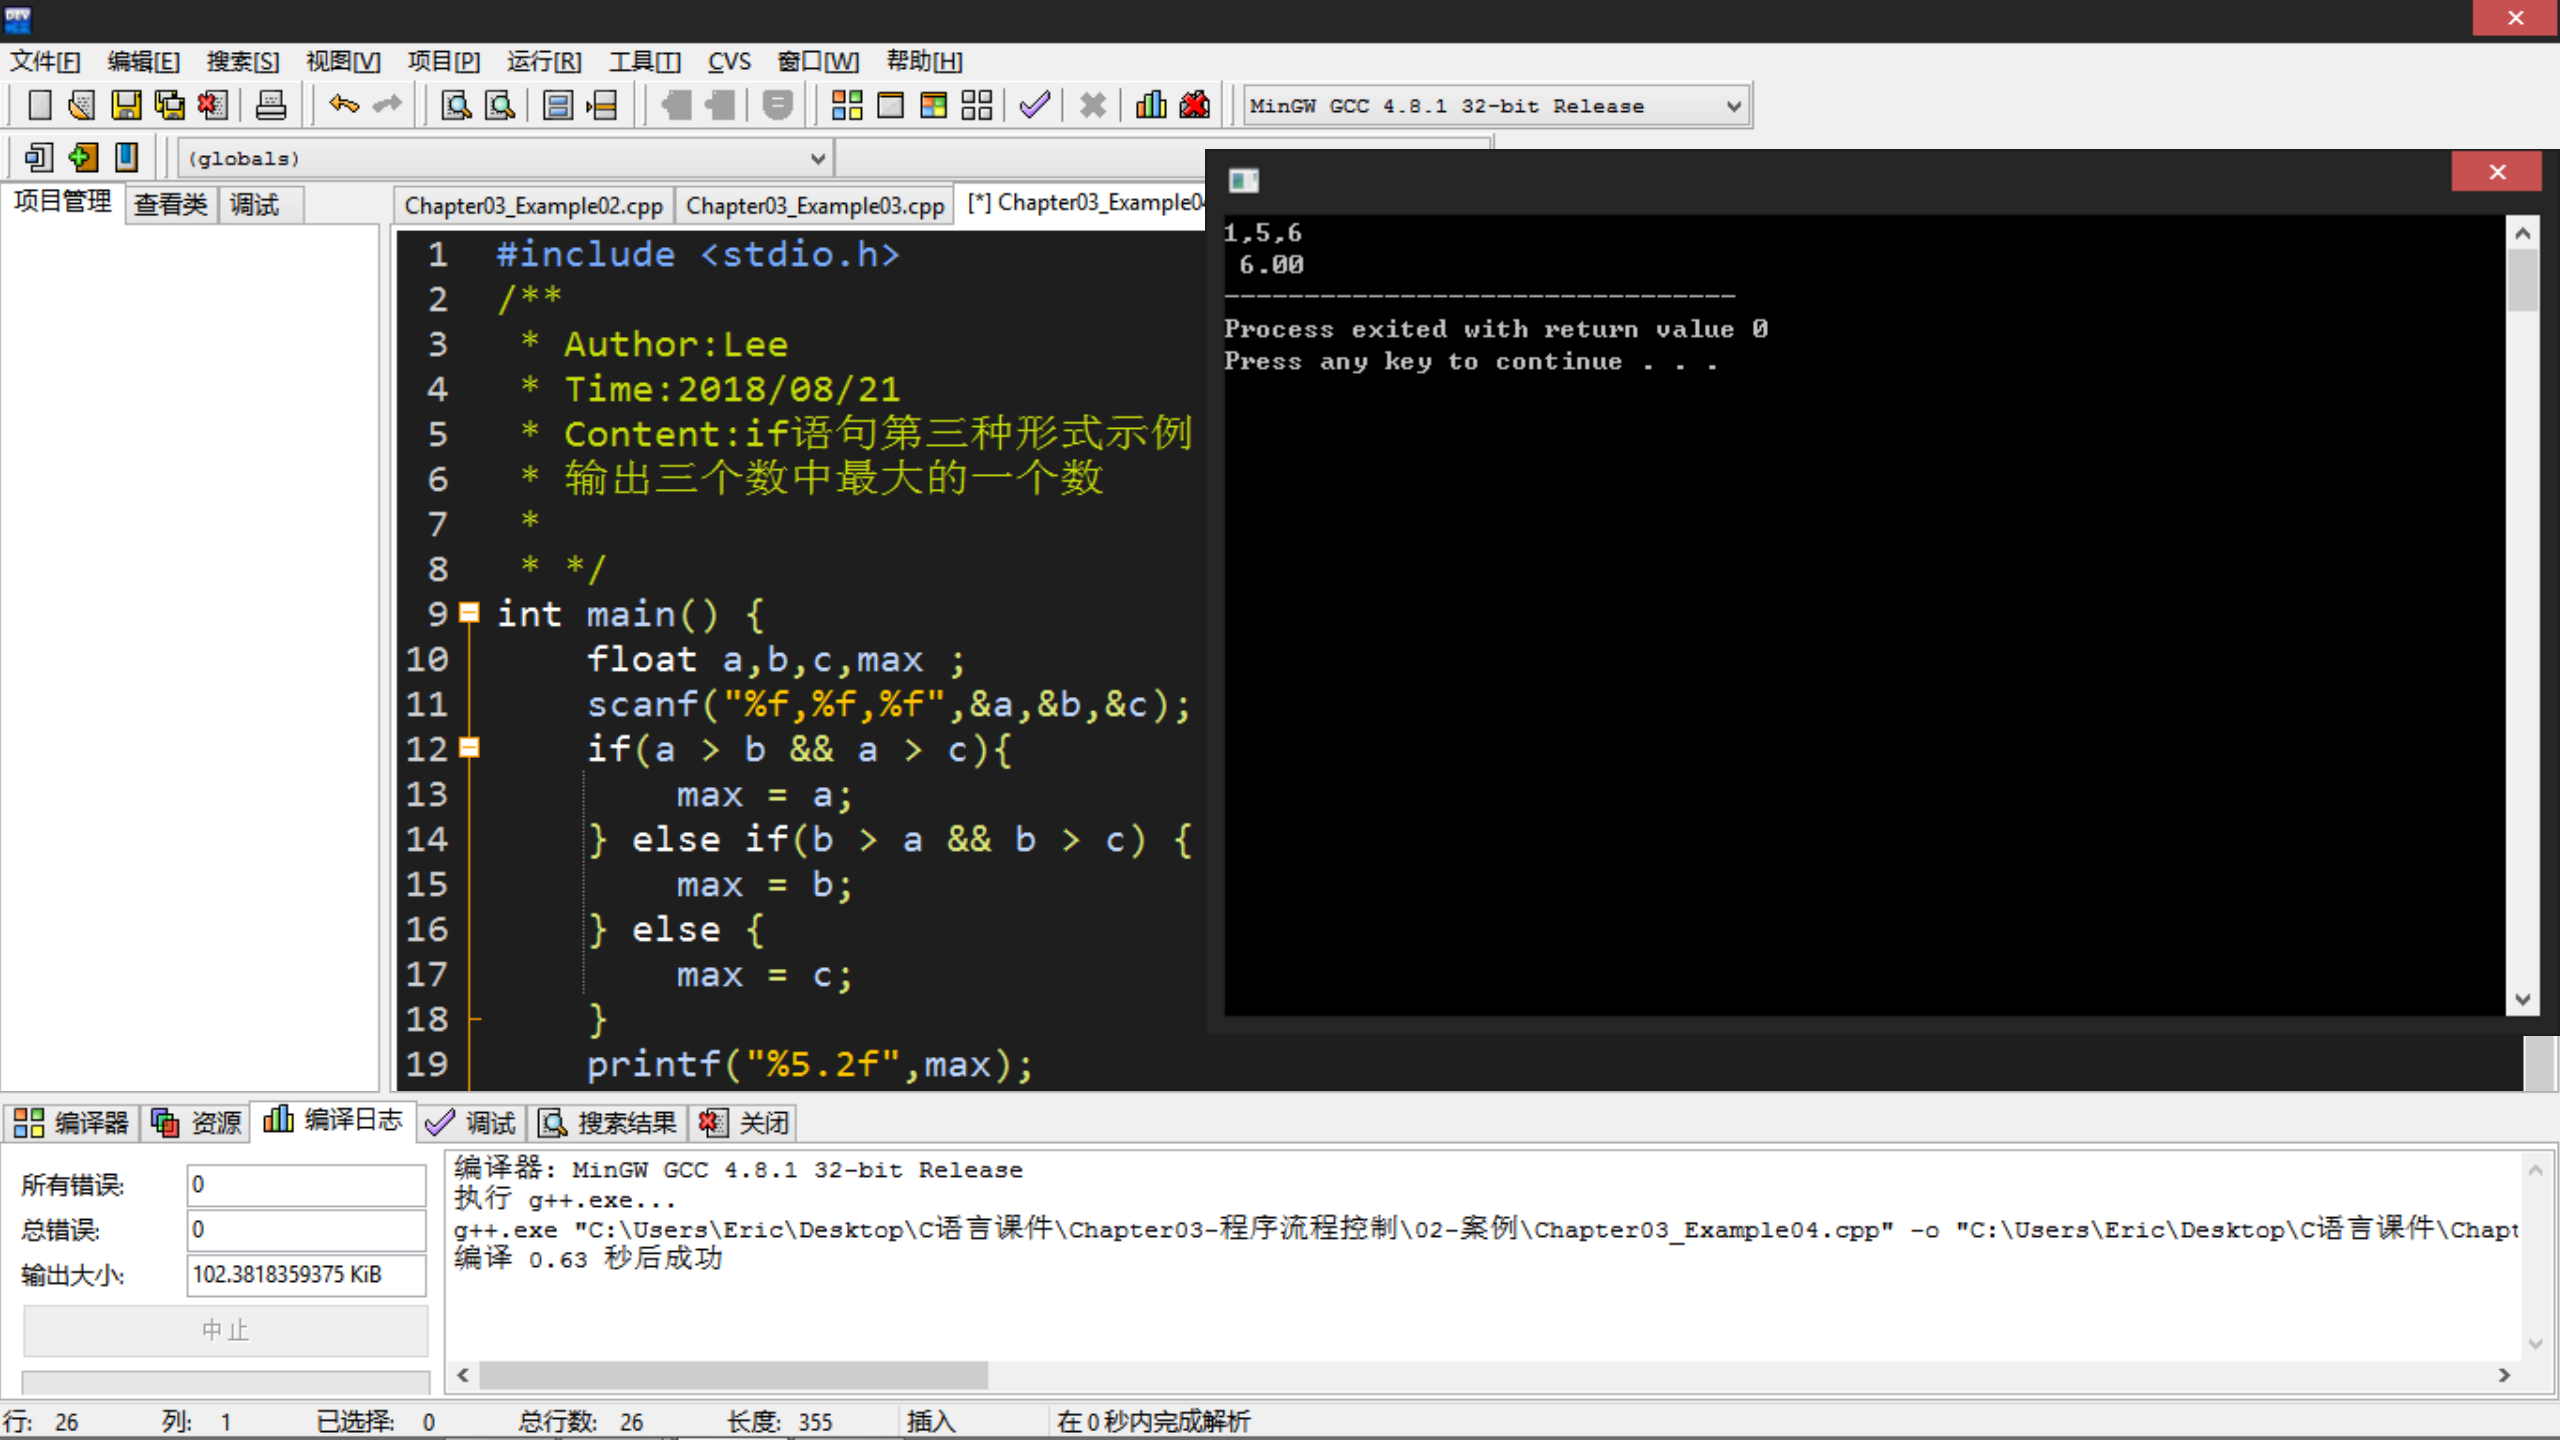 DEV
文件[F] 编辑[E] 搜索[S] 视图[V] 项目[P] 运行[R] 工具[T] CVS 窗口[W] 帮助[H]
MinGW GCC 4.8.1 32-bit Release
(globals)
项目管理 查看类 调试
Chapter03_Example02.cpp Chapter03_Example03.cpp [*] Chapter03_Example0
1 #include <stdio.h>
2 /**
3 * Author:Lee
4 * Time:2018/08/21
5 * Content:if语句第三种形式示例
6 * 输出三个数中最大的一个数
7 *
8 * */
9 int main() {
10 float a,b,c,max ;
11 scanf("%f,%f,%f",&a,&b,&c);
12 if(a > b && a > c){
13 max = a;
14 } else if(b > a && b > c) {
15 max = b;
16 } else {
17 max = c;
18 }
19 printf("%5.2f",max);
1,5,6
6.00
--------------------------------
Process exited with return value 0
Press any key to continue . . .
编译器 资源 编译日志 调试 搜索结果 关闭
所有错误: 0
总错误: 0
输出大小: 102.3818359375 KiB
中止
编译器: MinGW GCC 4.8.1 32-bit Release
执行 g++.exe...
g++.exe "C:\Users\Eric\Desktop\C语言课件\Chapter03-程序流程控制\02-案例\Chapter03_Example04.cpp" -o "C:\Users\Eric\Desktop\C语言课件\Chapt
编译 0.63 秒后成功
行: 26 列: 1 已选择: 0 总行数: 26 长度: 355 插入 在 0 秒内完成解析